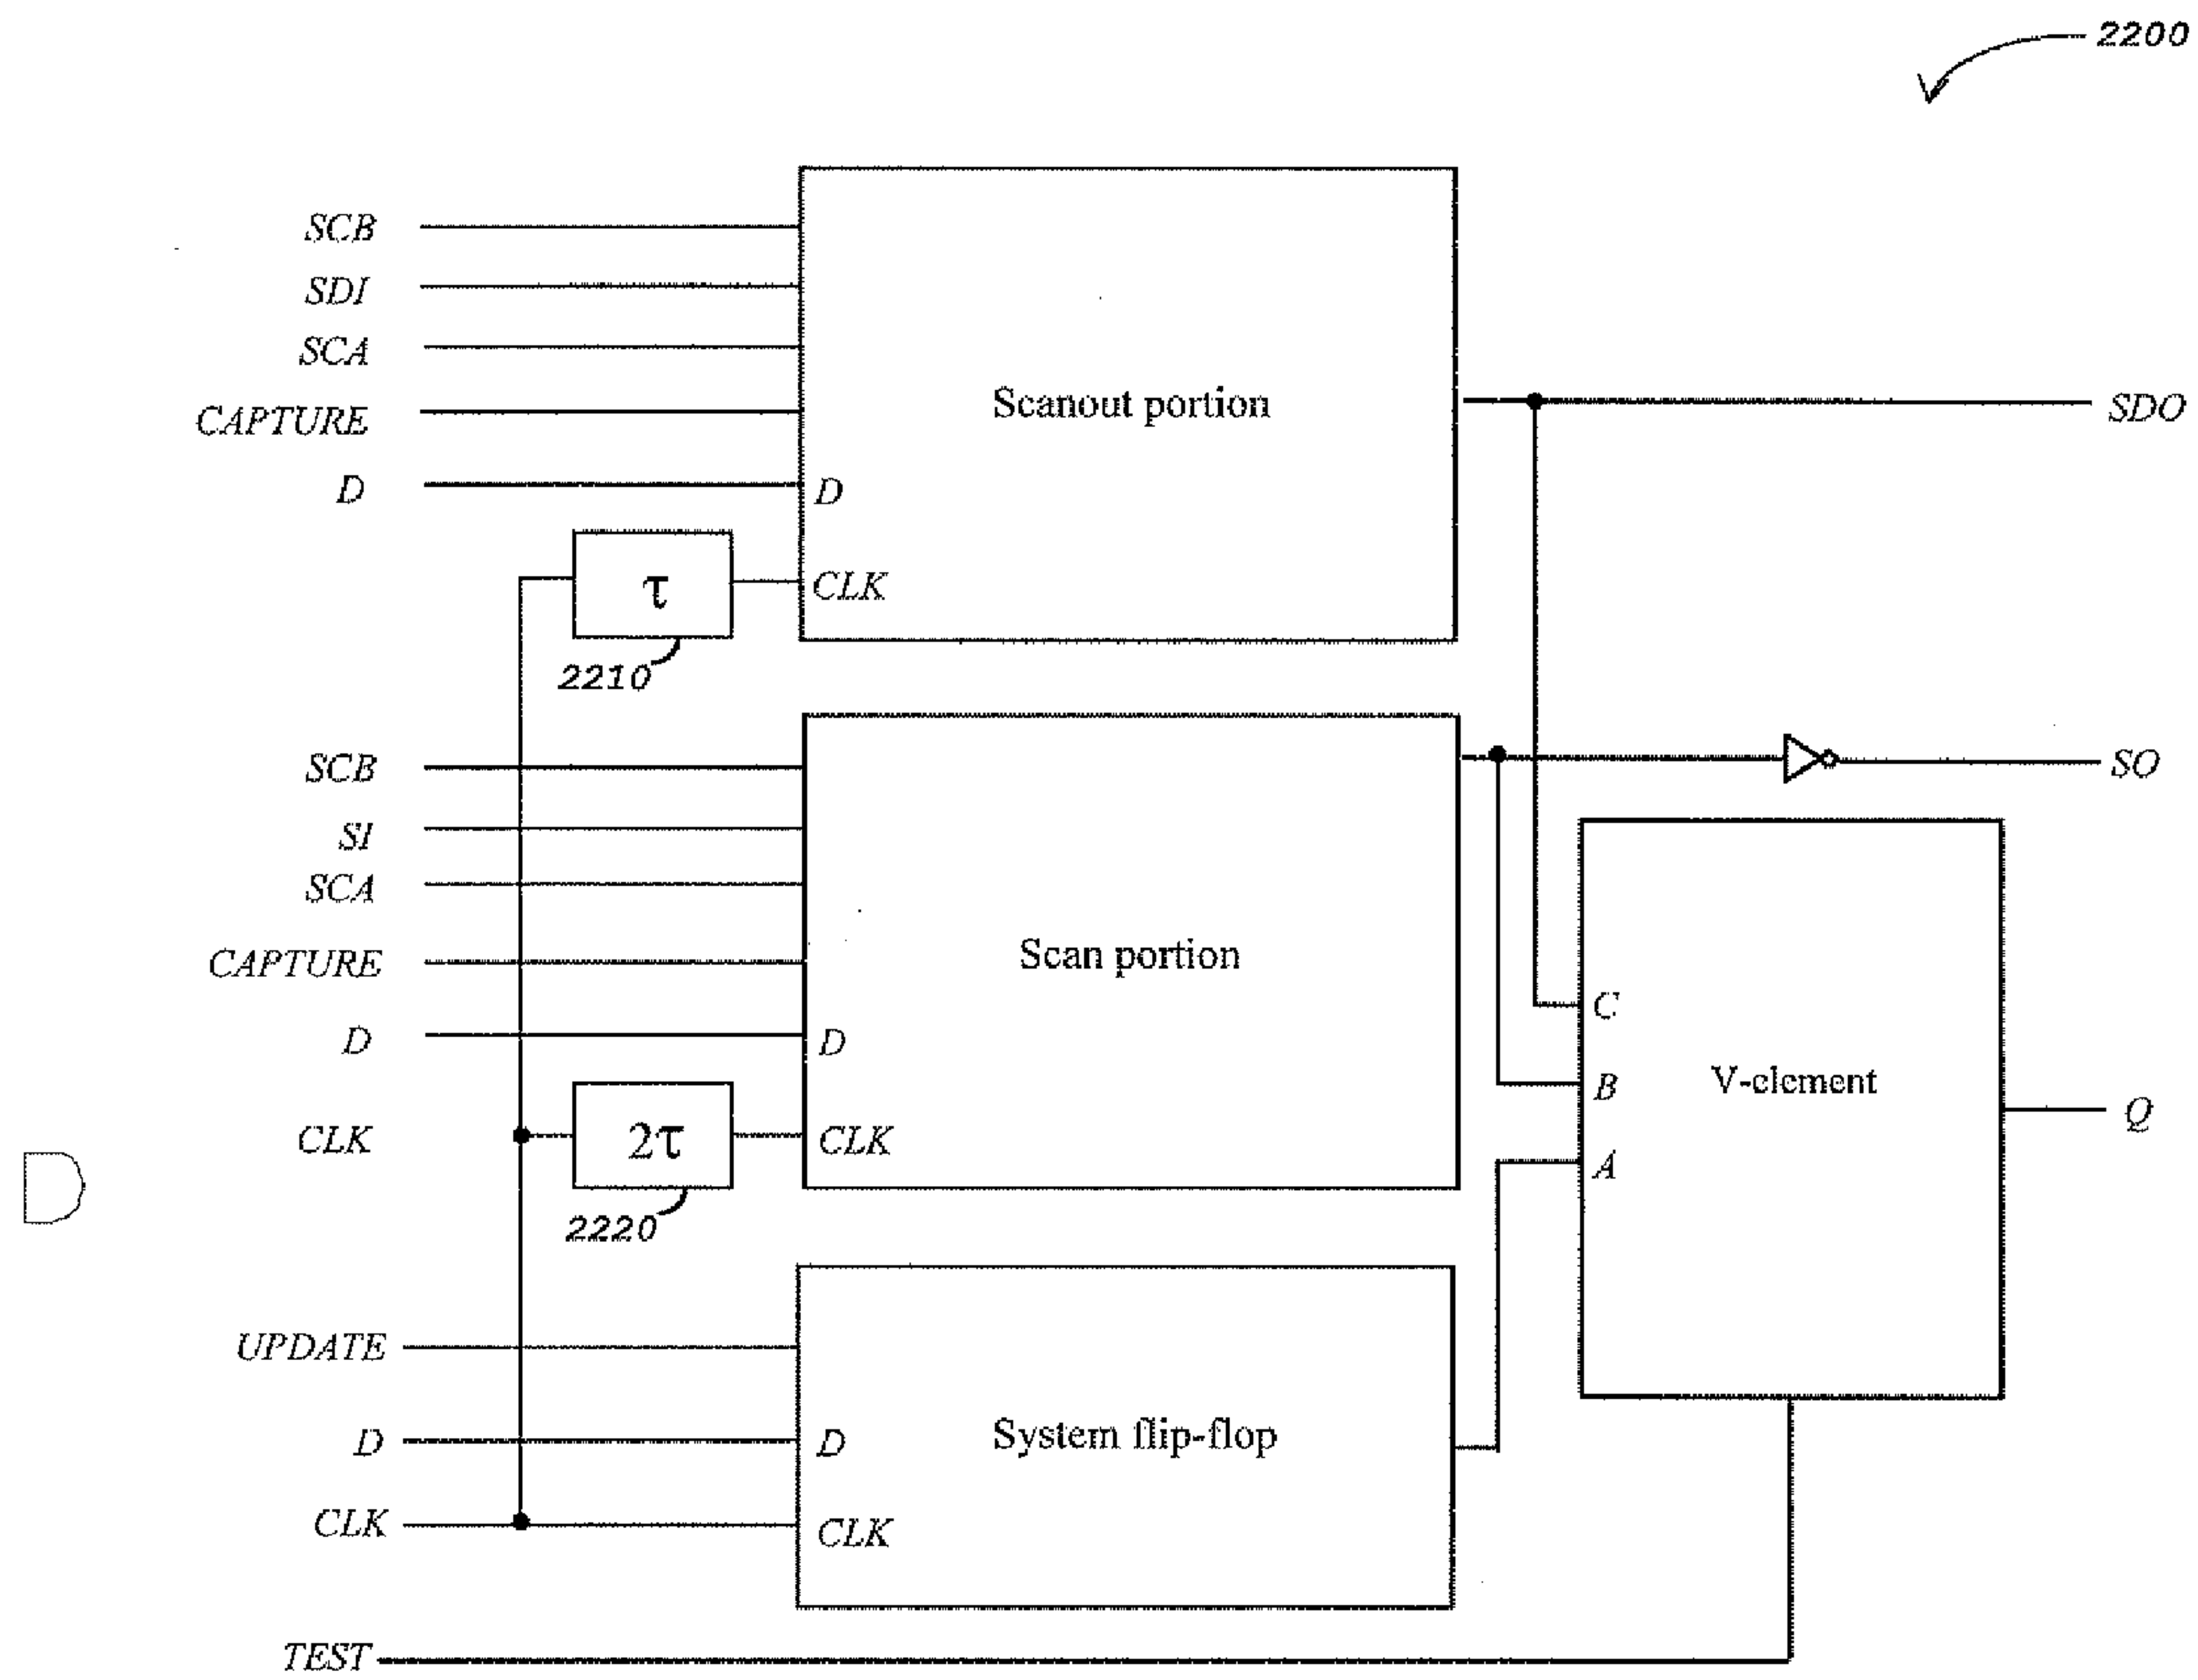 2200
SCB
SDI
SCA
CAPTURE
D
D
Scanout portion
SDO
τ
CLK
2210
SCB
SI
SCA
CAPTURE
D
D
Scan portion
SO
CLK
2τ
CLK
2220
C
B
A
V-element
Q
UPDATE
D
D
System flip-flop
CLK
CLK
TEST